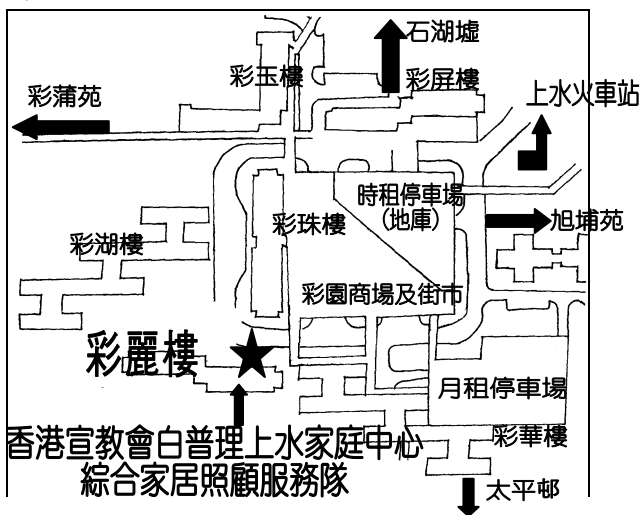 石湖墟
彩玉樓
彩屏樓
彩蒲苑
上水火車站
時租停車場
(地庫)
彩珠樓
旭埔苑
彩湖樓
彩園商場及街市
彩麗樓
月租停車場
香港宣教會白普理上水家庭中心
彩華樓
綜合家居照顧服務隊
太平邨